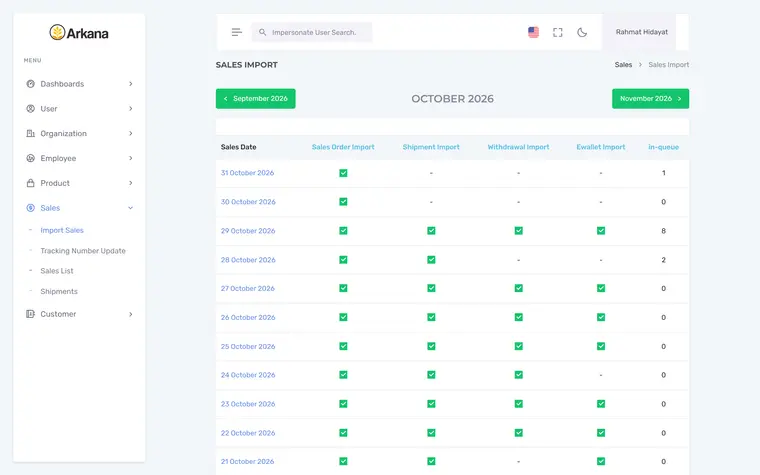 Arkana
Impersonate User Search.
Rahmat Hidayat
MENU
Dashboards
User
Organization
Employee
Product
Sales
Import Sales
Tracking Number Update
Sales List
Shipments
Customer
SALES IMPORT
Sales > Sales Import
< September 2026
OCTOBER 2026
November 2026 >
Sales Date Sales Order Import Shipment Import Withdrawal Import Ewallet Import In-queue
31 October 2026 - - - 1
30 October 2026 - - - 0
29 October 2026 8
28 October 2026 - - 2
27 October 2026 0
26 October 2026 0
25 October 2026 0
24 October 2026 - 0
23 October 2026 0
22 October 2026 0
21 October 2026 - 0